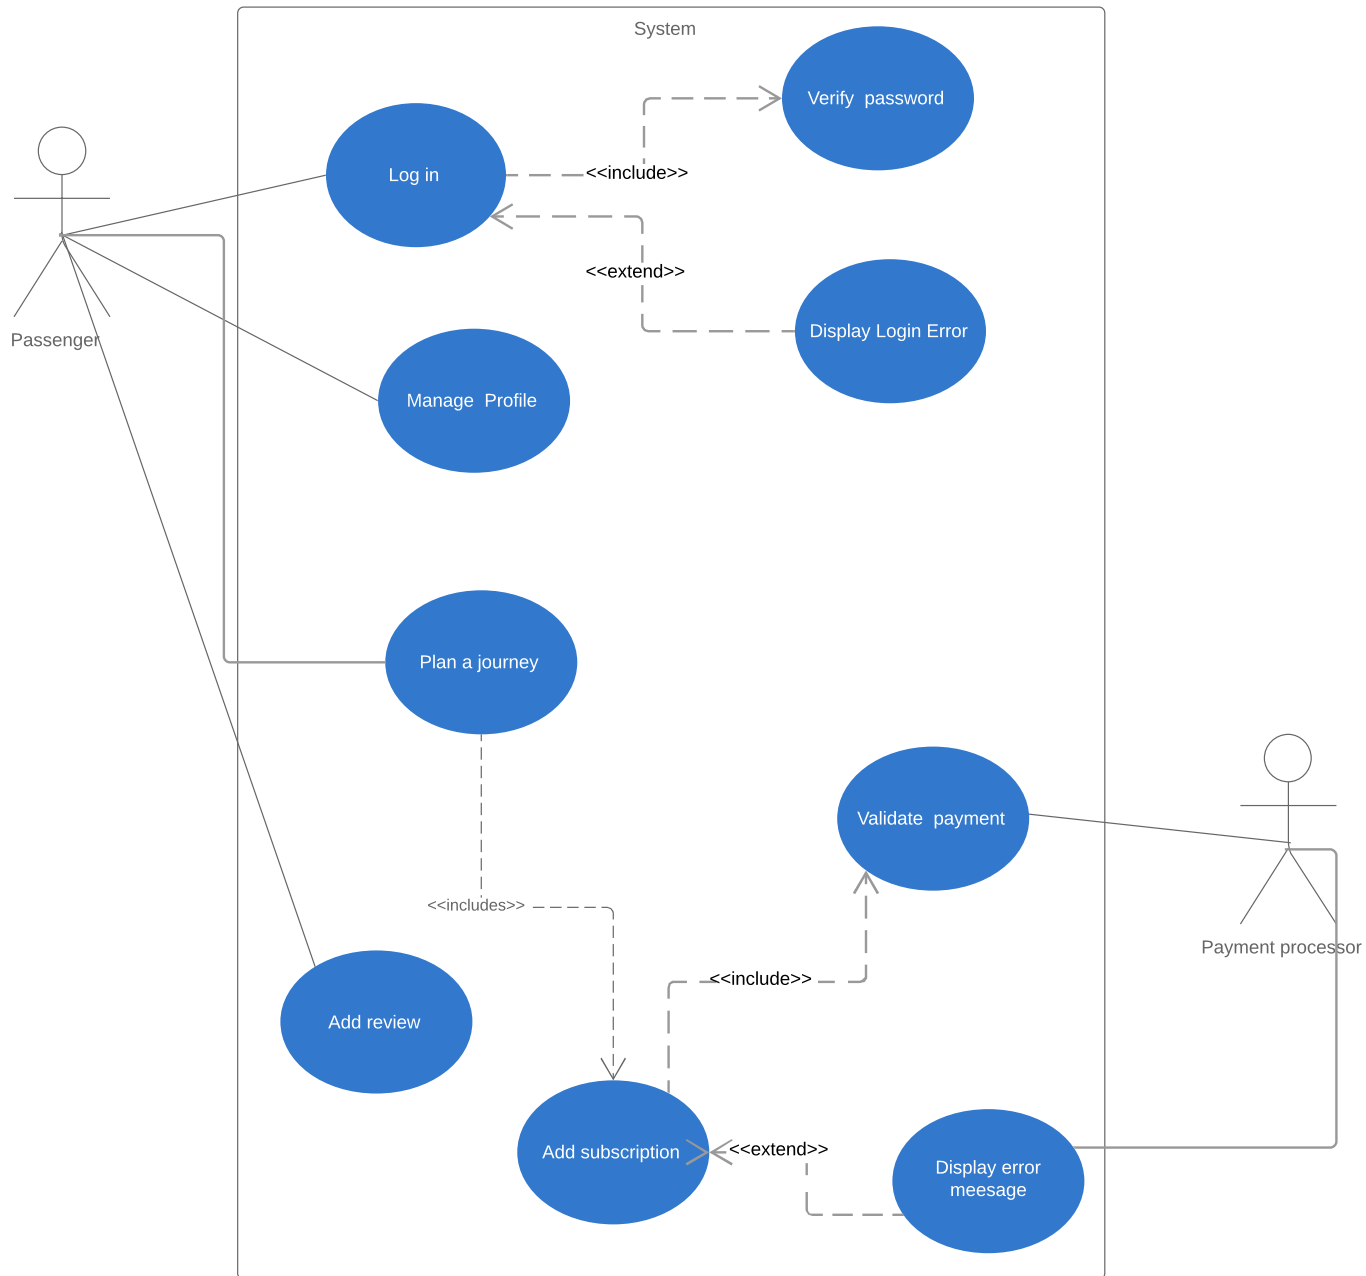 System
Verify  password
Log in
<<include>>
<<extend>>
Display Login Error
Passenger
Manage  Profile
Plan a journey
Validate  payment
<<includes>>
Payment processor
<<include>>
Add review
Add subscription
<<extend>>
Display error
meesage